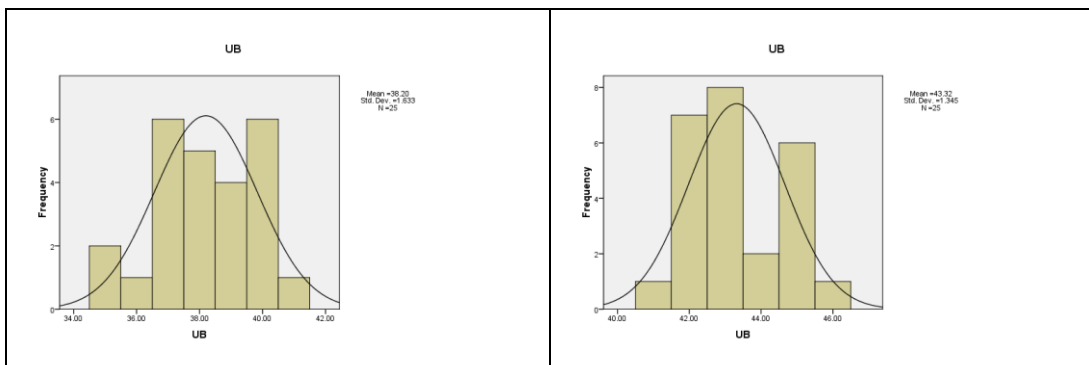 UB
Mean =38.20
Std. Dev. =1.633
N =25
Frequency
6
4
2
0
34.00 36.00 38.00 40.00 42.00
UB
UB
Mean =43.32
Std. Dev. =1.345
N =25
Frequency
8
6
4
2
0
40.00 42.00 44.00 46.00
UB